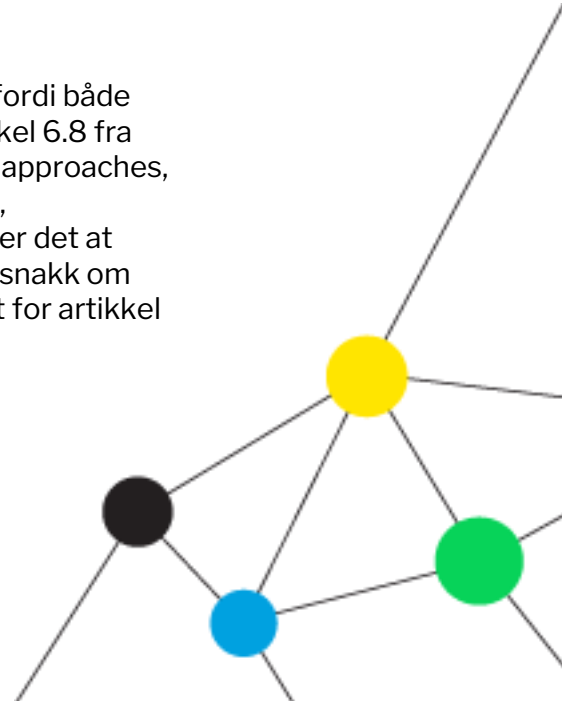 fordi både
kel 6.8 fra
approaches,
,
er det at
snakk om
t for artikkel